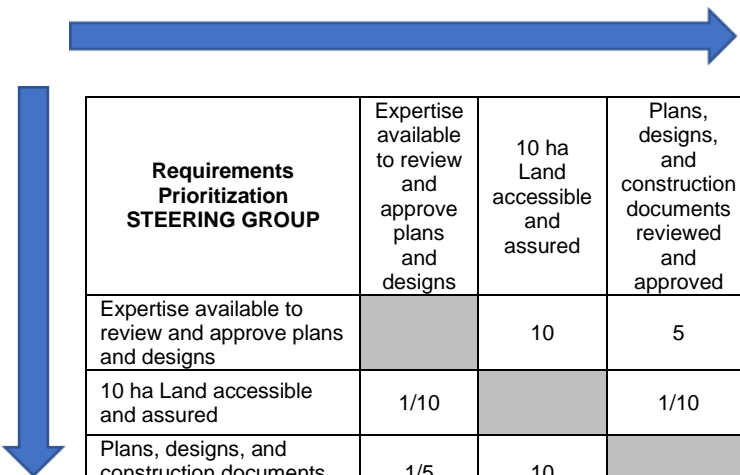 Requirements
Prioritization
STEERING GROUP
Expertise
available
to review
and
approve
plans
and
designs
10 ha
Land
accessible
and
assured
Plans,
designs,
and
construction
documents
reviewed
and
approved
Expertise available to
review and approve plans
and designs
10
5
10 ha Land accessible
and assured
1/10
1/10
Plans, designs, and
construction documents
1/5
10